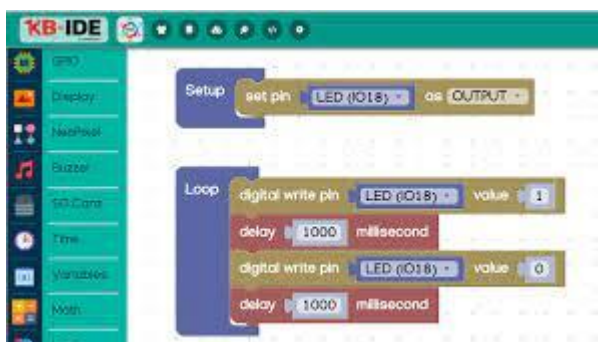 KB-IDE
GPIO
Display
NeoPixel
Buzzer
SD Card
Time
Variables
Math
Setup
set pin LED (IO18) as OUTPUT
Loop
digital write pin LED (IO18) value 1
delay 1000 millisecond
digital write pin LED (IO18) value 0
delay 1000 millisecond